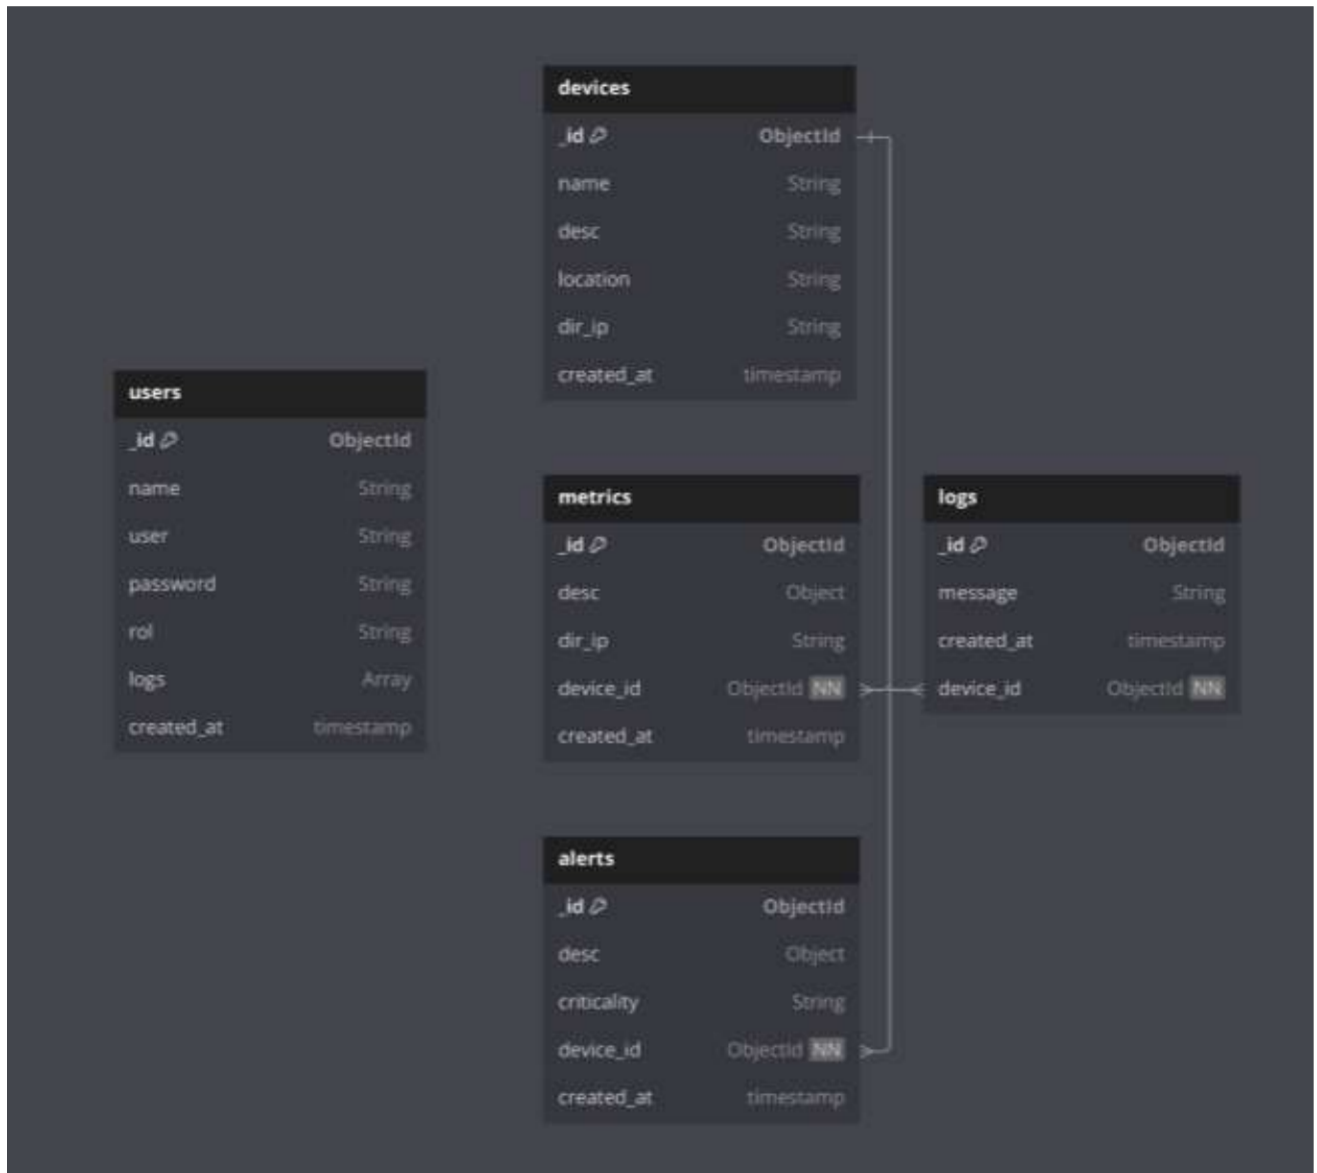 devices
_id ObjectId
name String
desc String
location String
dir_ip String
created_at timestamp
users
_id ObjectId
name String
user String
password String
rol String
logs Array
created_at timestamp
metrics
_id ObjectId
desc Object
dir_ip String
device_id ObjectId NN
created_at timestamp
logs
_id ObjectId
message String
created_at timestamp
device_id ObjectId NN
alerts
_id ObjectId
desc Object
criticality String
device_id ObjectId NN
created_at timestamp